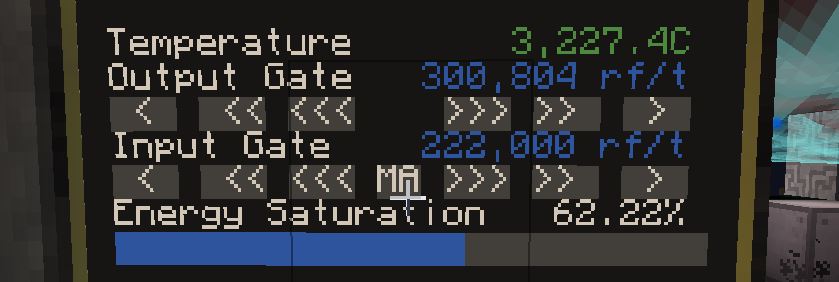 Temperature 3,227.4C
Output Gate 300,804 rf/t
< << <<< >>> >> >
Input Gate 222,000 rf/t
< << <<< MA >>> >> >
Energy Saturation 62.22%